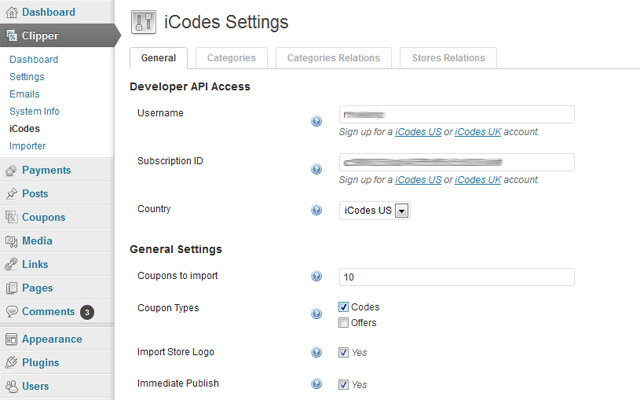 Dashboard
Clipper
Dashboard
Settings
Emails
System Info
iCodes
Importer
Payments
Posts
Coupons
Media
Links
Pages
Comments 3
Appearance
Plugins
Users
iCodes Settings
General Categories Categories Relations Stores Relations
Developer API Access
Username
Sign up for a iCodes US or iCodes UK account.
Subscription ID
Sign up for a iCodes US or iCodes UK account.
Country iCodes US
General Settings
Coupons to import 10
Coupon Types Codes
Offers
Import Store Logo Yes
Immediate Publish Yes